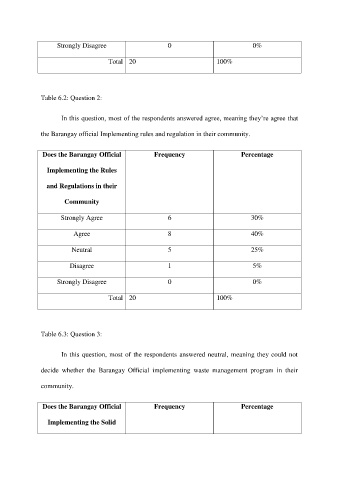 Strongly Disagree 0 0%
Total 20 100%
Table 6.2: Question 2:
In this question, most of the respondents answered agree, meaning they're agree that
the Barangay official Implementing rules and regulation in their community.
Does the Barangay Official Frequency Percentage
Implementing the Rules
and Regulations in their
Community
Strongly Agree 6 30%
Agree 8 40%
Neutral 5 25%
Disagree 1 5%
Strongly Disagree 0 0%
Total 20 100%
Table 6.3: Question 3:
In this question, most of the respondents answered neutral, meaning they could not
decide whether the Barangay Official implementing waste management program in their
community.
Does the Barangay Official Frequency Percentage
Implementing the Solid